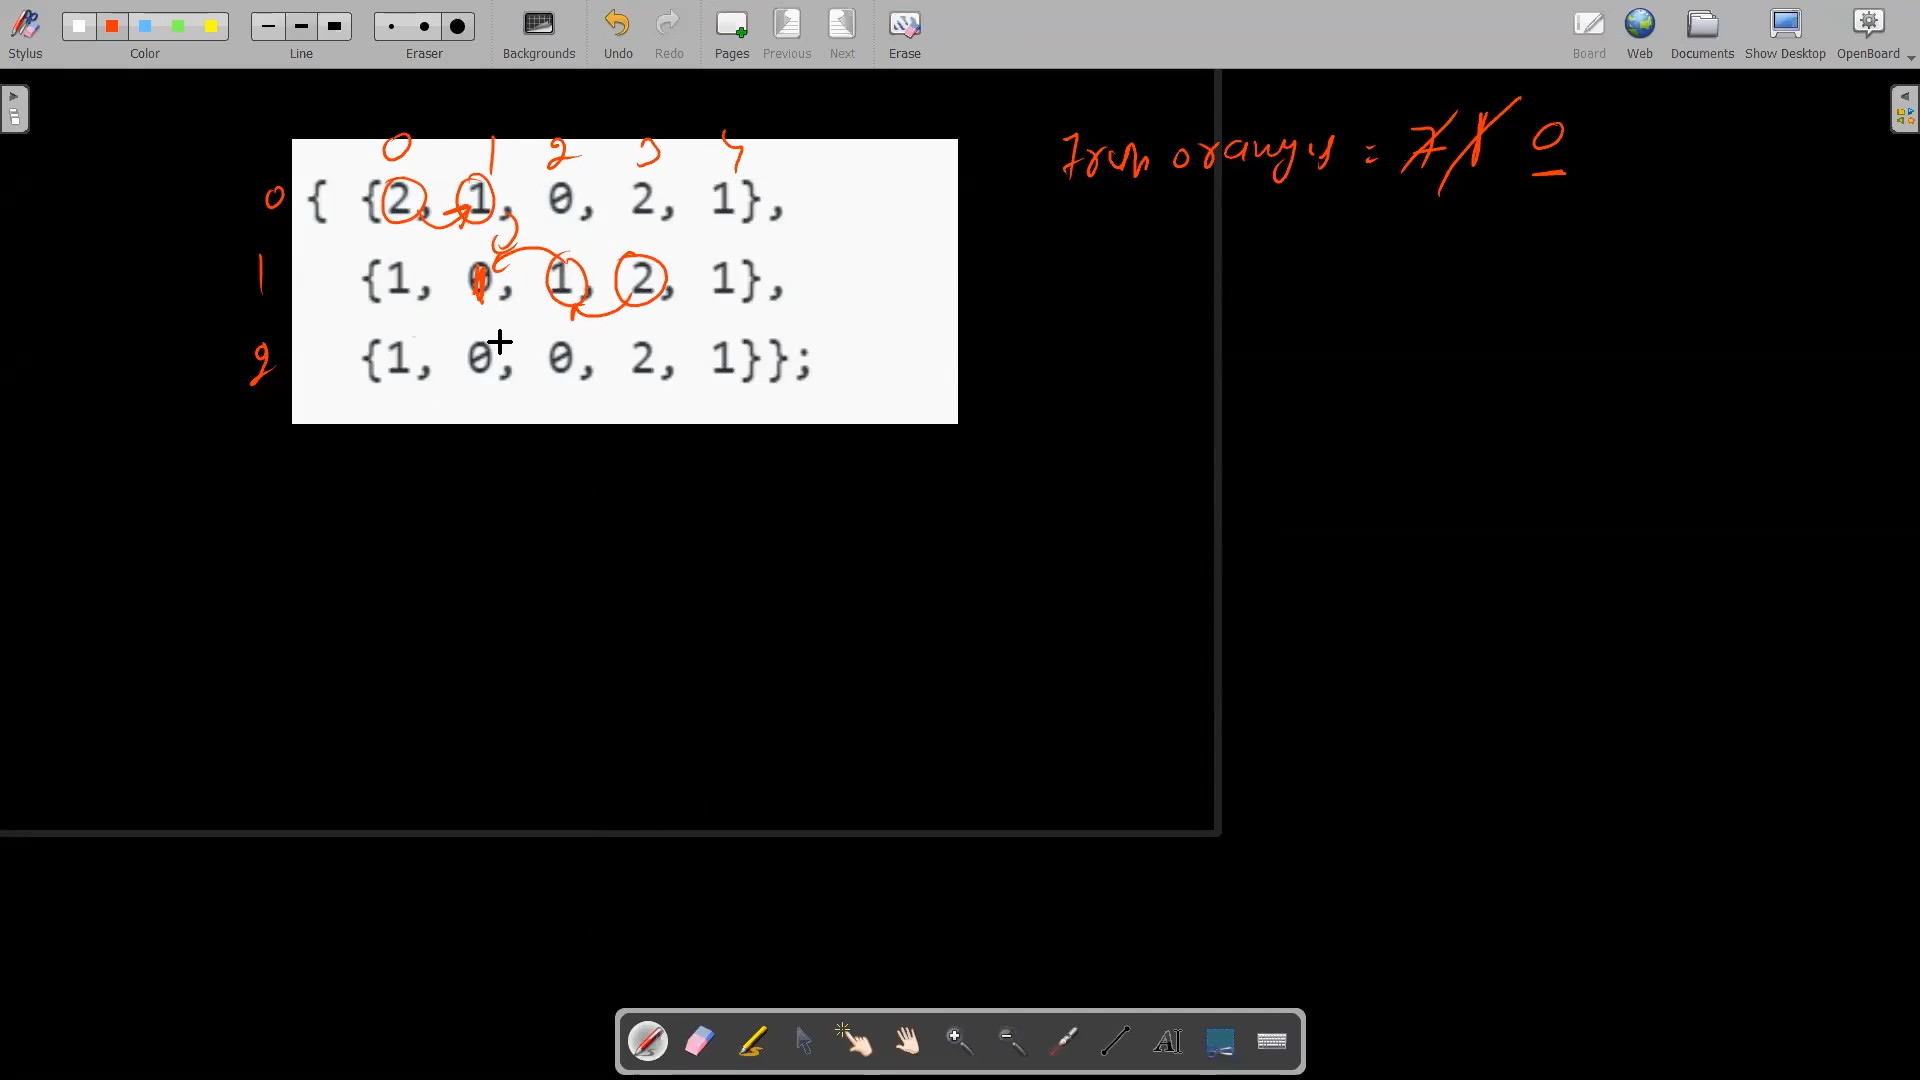 Stylus Color Line Eraser Backgrounds Undo Redo Pages Previous Next Erase Board Web Documents Show Desktop OpenBoard
0 1 2 3 4
oranges = 7 1 0
0 { {2, 1, 0, 2, 1},
1 {1, 0, 1, 2, 1},
2 {1, 0, 0, 2, 1}};
AI